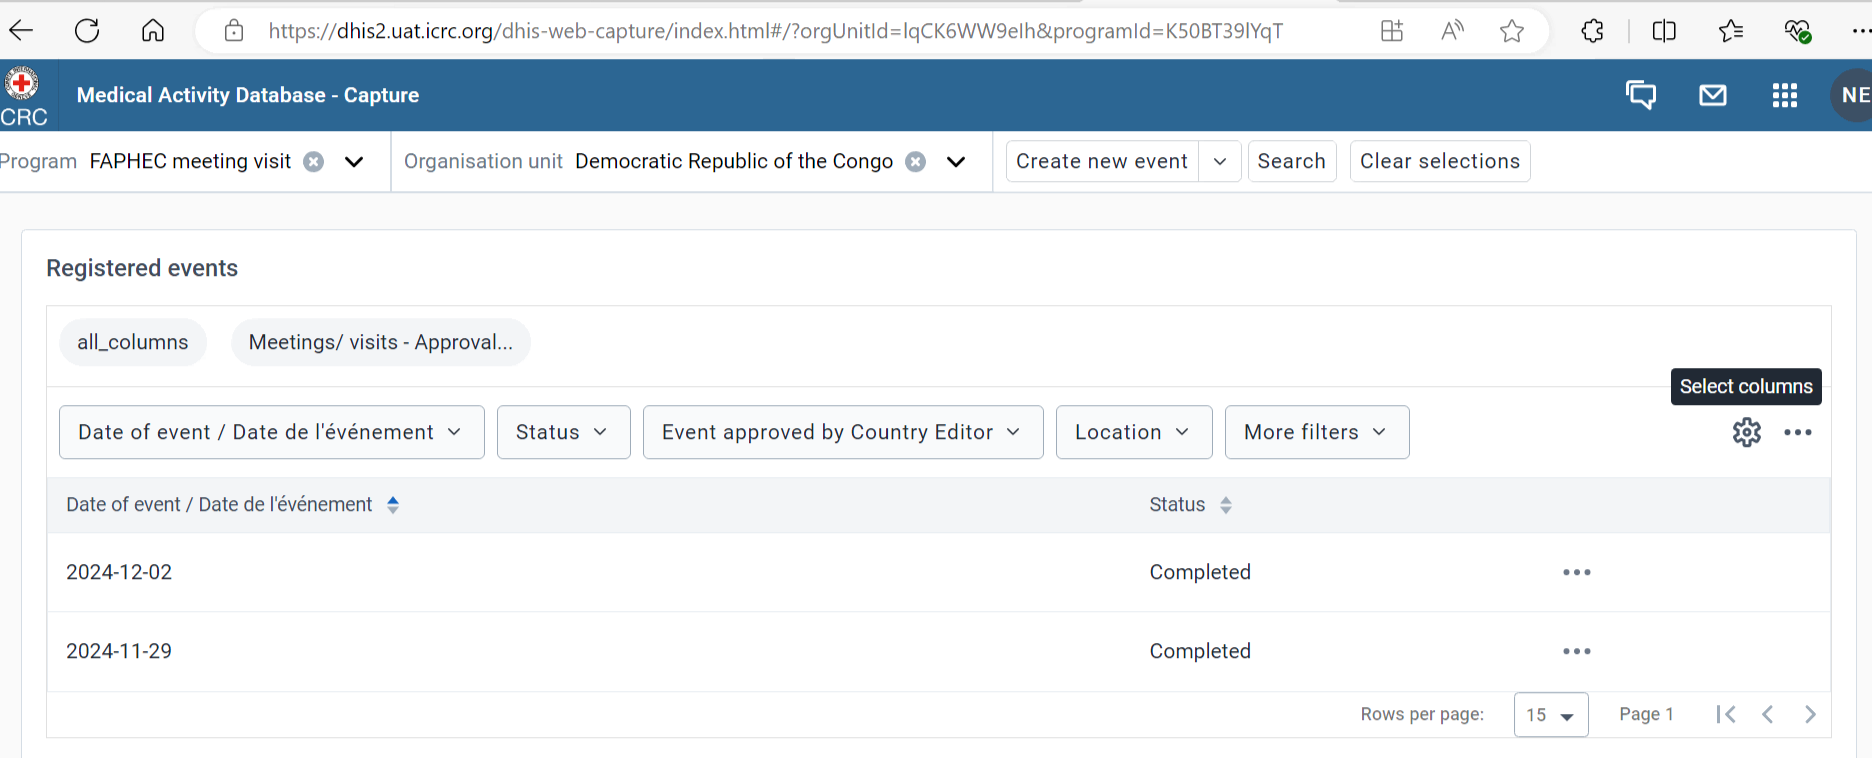 https://dhis2.uat.icrc.org/dhis-web-capture/index.html#/?orgUnitId=lqCK6WW9eIh&programId=K50BT39lYqT
CRC
Medical Activity Database - Capture
NE
Program FAPHEC meeting visit
Organisation unit Democratic Republic of the Congo
Create new event
Search
Clear selections
Registered events
all_columns
Meetings/ visits - Approval...
Select columns
Date of event / Date de l'événement
Status
Event approved by Country Editor
Location
More filters
Date of event / Date de l'événement
Status
2024-12-02
Completed
2024-11-29
Completed
Rows per page:
15
Page 1